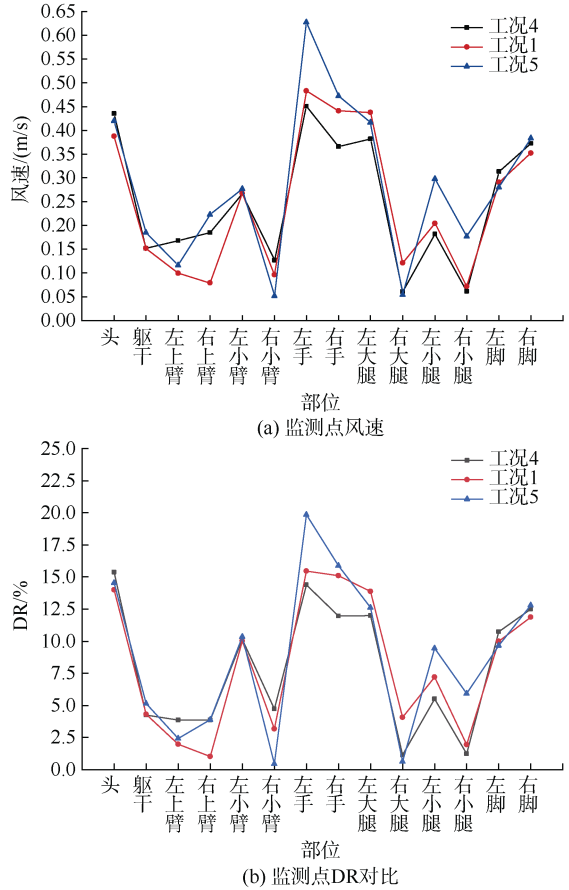 0.65
0.60
0.55
0.50
0.45
0.40
0.35
0.30
0.25
0.20
0.15
0.10
0.05
0.00
风速/(m/s)
工况4
工况1
工况5
头
躯干
左上臂
右上臂
左小臂
右小臂
左手
右手
左大腿
右大腿
左小腿
右小腿
左脚
右脚
部位
(a) 监测点风速
25.0
22.5
20.0
17.5
15.0
12.5
10.0
7.5
5.0
2.5
0.0
DR/%
工况4
工况1
工况5
头
躯干
左上臂
右上臂
左小臂
右小臂
左手
右手
左大腿
右大腿
左小腿
右小腿
左脚
右脚
部位
(b) 监测点DR对比